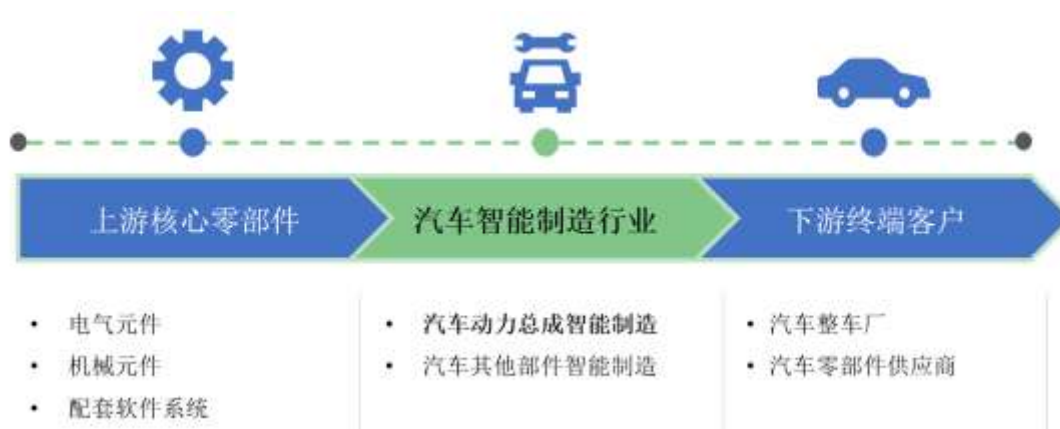 上游核心零部件
汽车智能制造行业
下游终端客户
• 电气元件
• 机械元件
• 配套软件系统
• 汽车动力总成智能制造
• 汽车其他部件智能制造
• 汽车整车厂
• 汽车零部件供应商